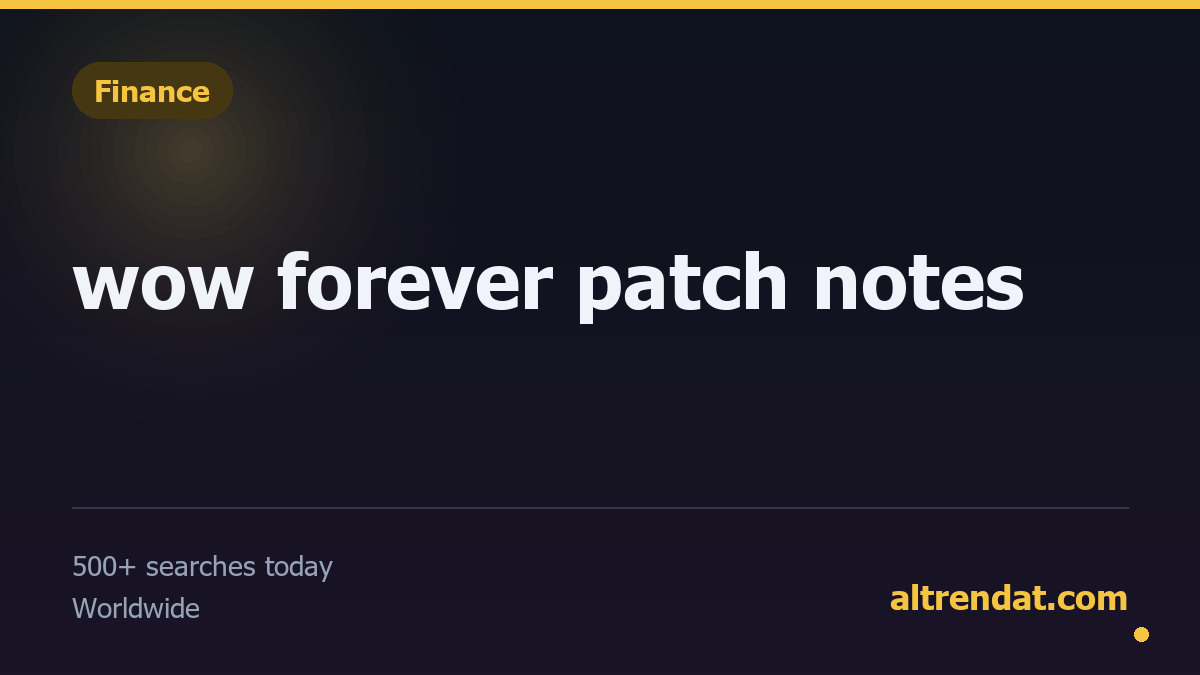 Finance
wow forever patch notes
500+ searches today
Worldwide
altrendat.com